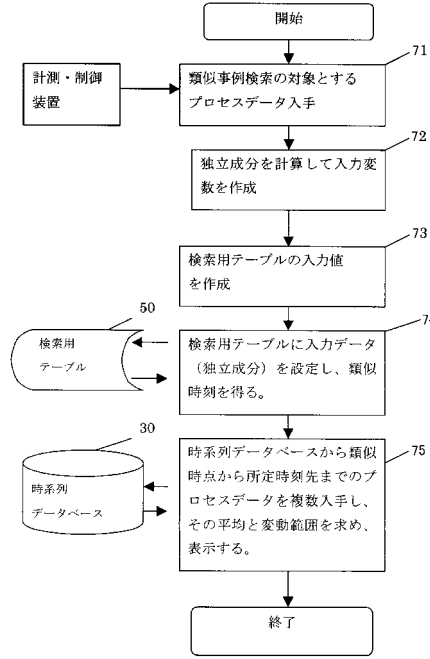 開始
71
計測・制御
装置
類似事例検索の対象とする
プロセスデータ入手
72
独立成分を計算して入力変
数を作成
73
検索用テーブルの入力値
を作成
50
検索用
テーブル
検索用テーブルに入力データ
（独立成分）を設定し、類似
時刻を得る。
30
時系列
データベース
75
時系列データベースから類似
時点から所定時刻先までのプ
ロセスデータを複数入手し、
その平均と変動範囲を求め、
表示する。
終了